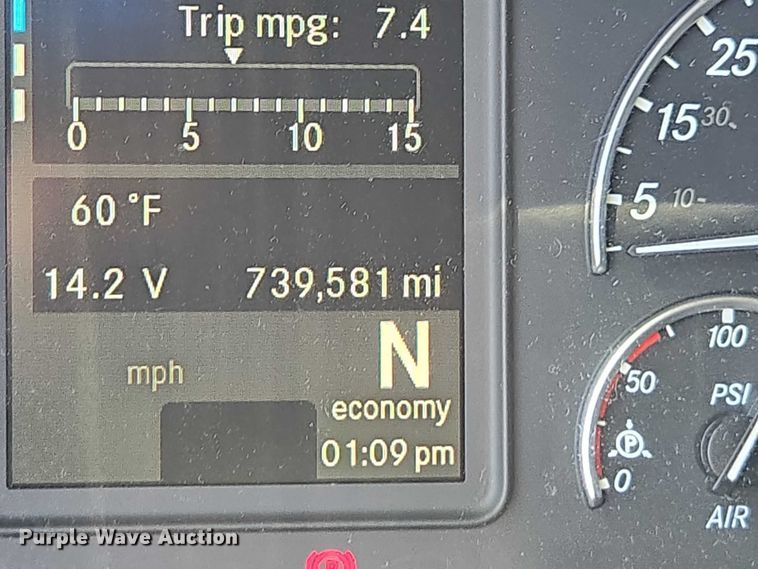 Trip mpg: 7.4
0 5 10 15
60 °F
14.2 V 739,581 mi
mph
N
economy
01:09 pm
25
15 30
5 10
100
50
PSI
P
0
AIR
Purple Wave Auction